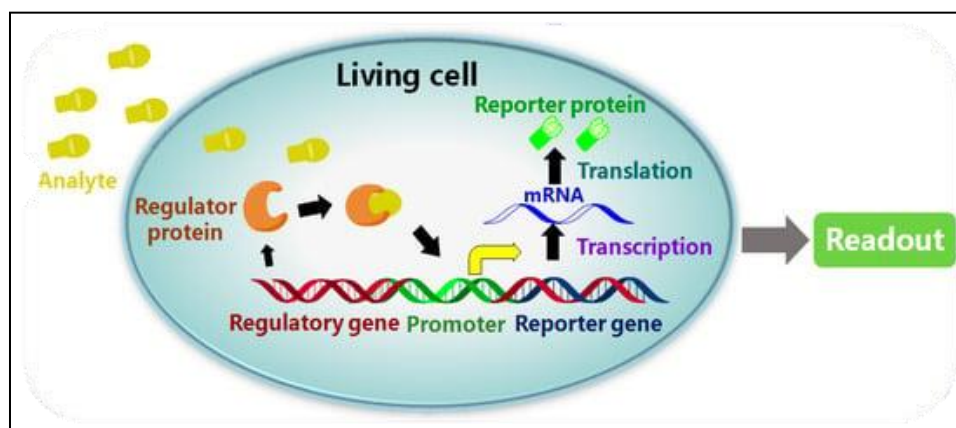 Living cell
Reporter protein
Analyte
Translation
mRNA
Regulator
protein
Transcription
Readout
Regulatory gene Promoter Reporter gene